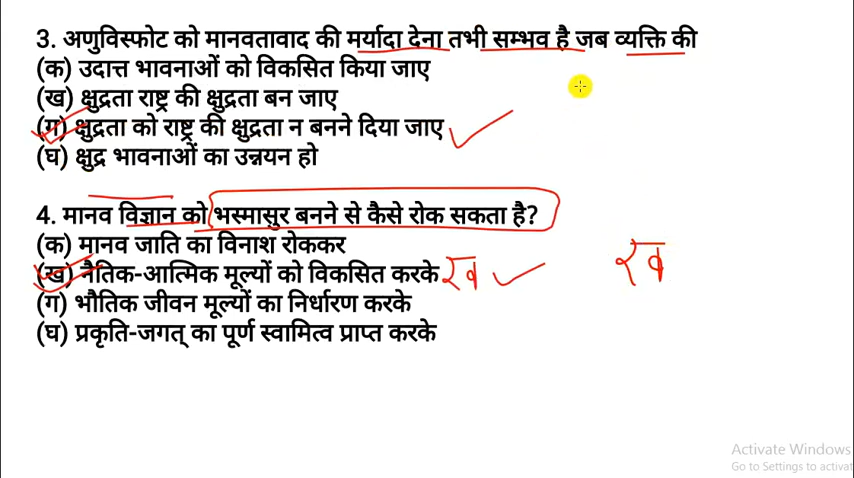 3. अणुविस्फोट को मानवतावाद की मर्यादा देना तभी सम्भव है जब व्यक्ति की
(क) उदात्त भावनाओं को विकसित किया जाए
(ख) क्षुद्रता राष्ट्र की क्षुद्रता बन जाए
(ग) क्षुद्रता को राष्ट्र की क्षुद्रता न बनने दिया जाए
(घ) क्षुद्र भावनाओं का उन्नयन हो
4. मानव विज्ञान को भस्मासुर बनने से कैसे रोक सकता है?
(क) मानव जाति का विनाश रोककर
(ख) नैतिक-आत्मिक मूल्यों को विकसित करके ख
ख
(ग) भौतिक जीवन मूल्यों का निर्धारण करके
(घ) प्रकृति-जगत् का पूर्ण स्वामित्व प्राप्त करके
Activate Windows
Go to Settings to activat